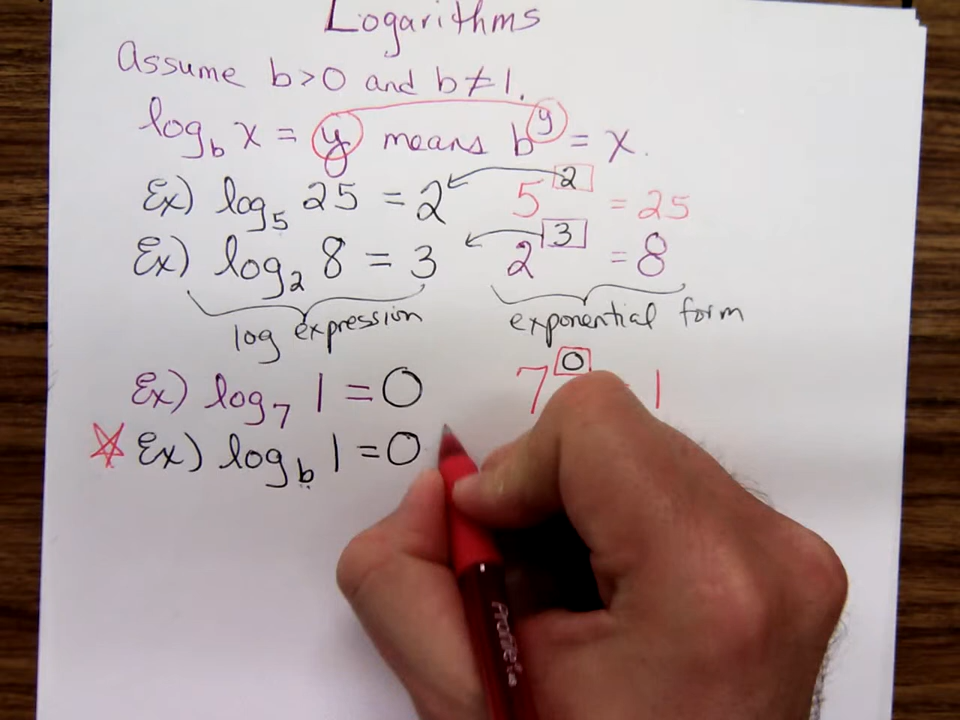 Logarithms
Assume b>0 and b≠1.
log_b x = y means b^y = x.
Ex) log_5 25 = 2 5^2 = 25
Ex) log_2 8 = 3 2^3 = 8
log expression exponential form
Ex) log_7 1 = 0 7^0 = 1
Ex) log_b 1 = 0